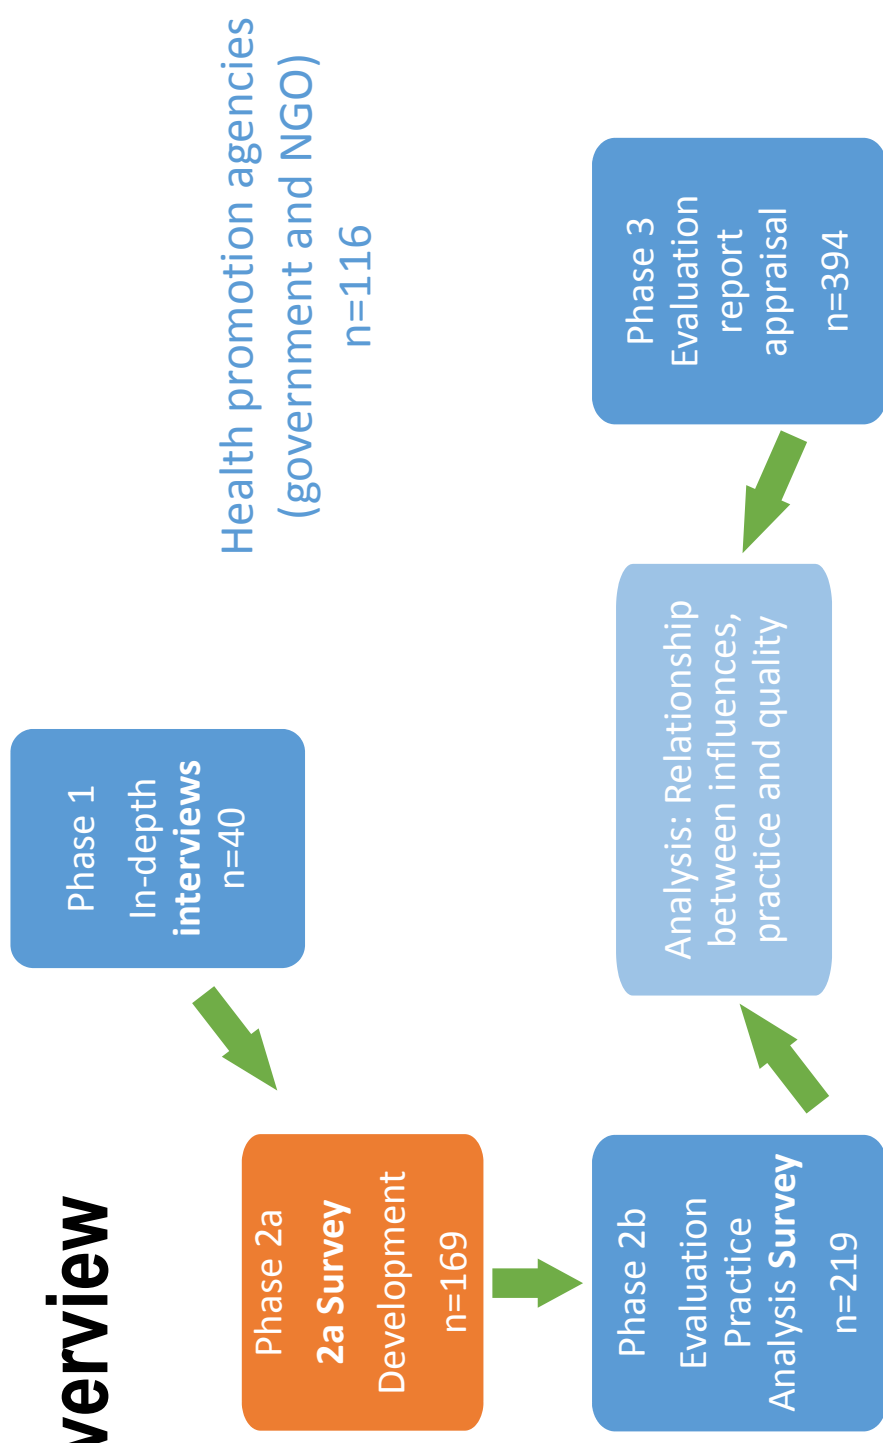 verview
Phase 1
In-depth
interviews
n=40
Health promotion agencies
(government and NGO)
n=116
Phase 2a
2a Survey
Development
n=169
Phase 2b
Evaluation
Practice
Analysis Survey
n=219
Analysis: Relationship
between influences,
practice and quality
Phase 3
Evaluation
report
appraisal
n=394